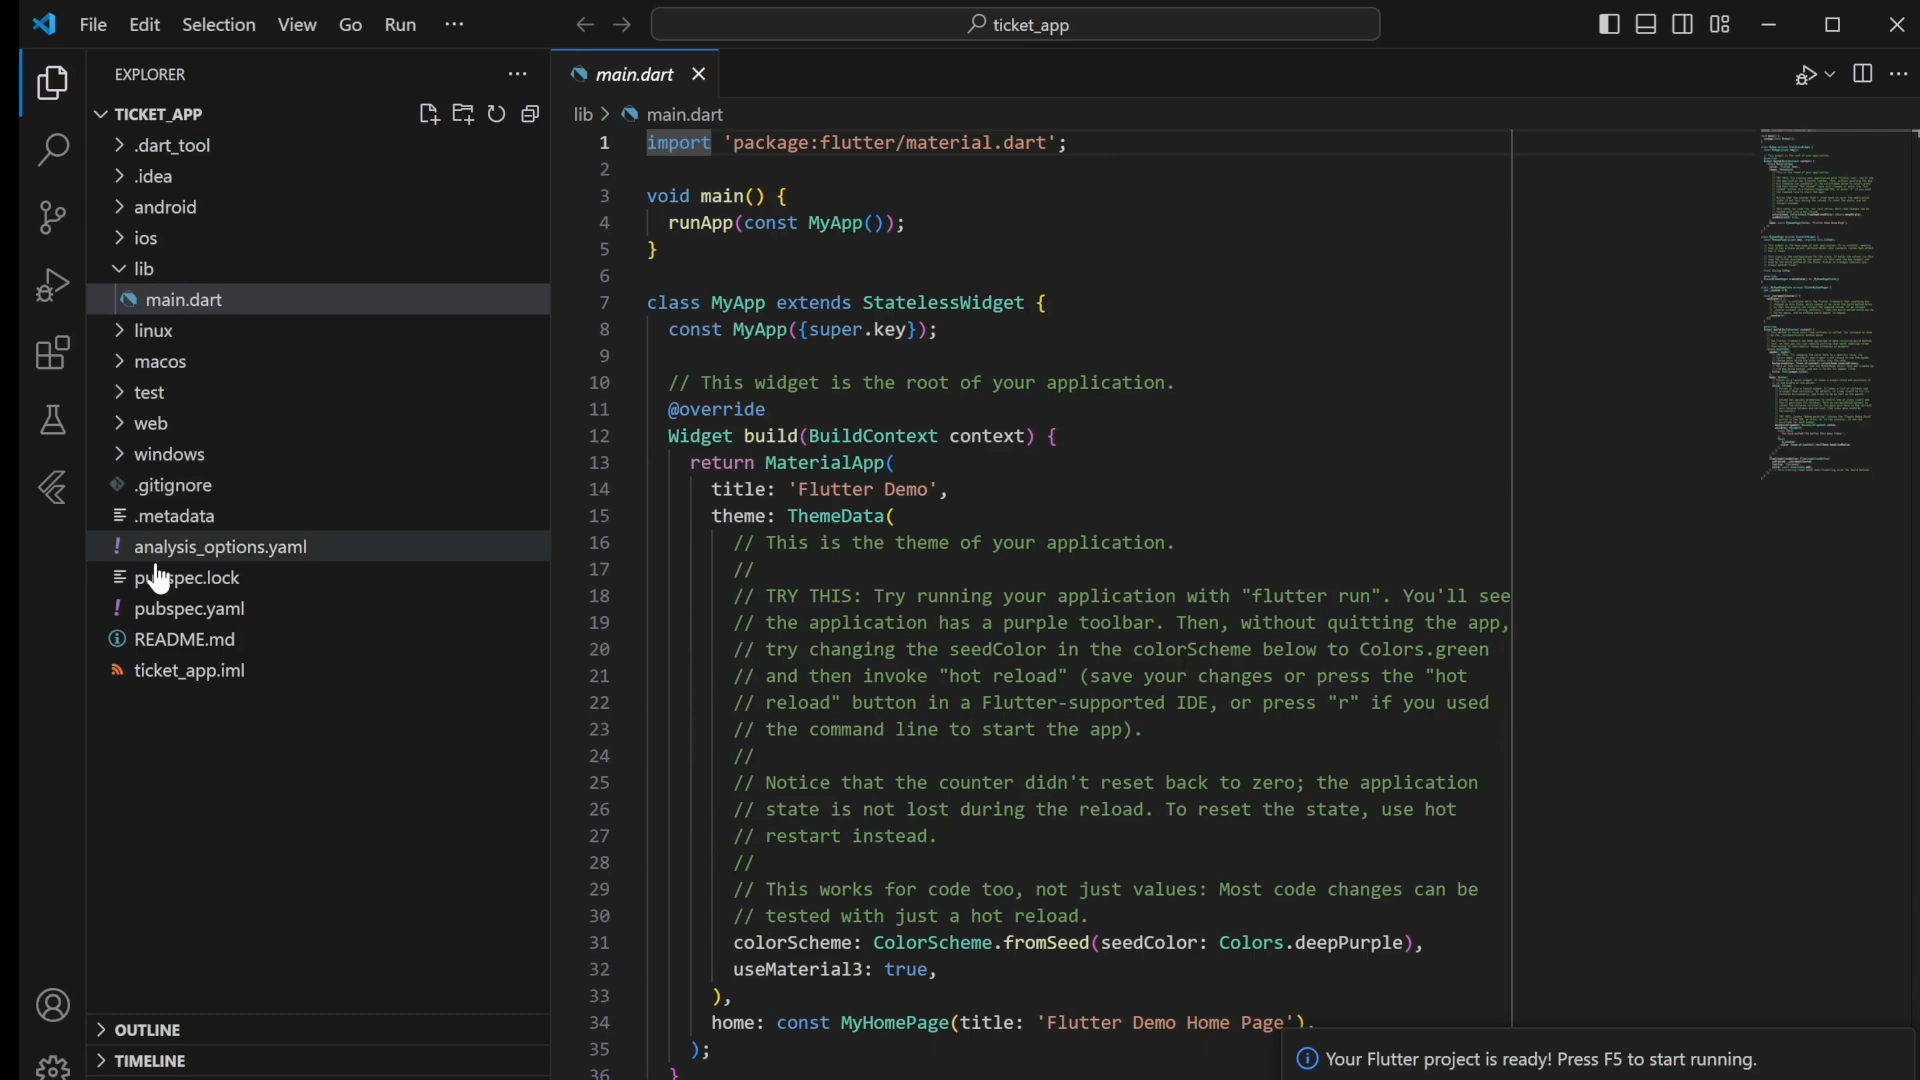 File Edit Selection View Go Run ···
ticket_app
EXPLORER
TICKET_APP
.dart_tool
.idea
android
ios
lib
main.dart
linux
macos
test
web
windows
.gitignore
.metadata
analysis_options.yaml
pubspec.lock
pubspec.yaml
README.md
ticket_app.iml
OUTLINE
TIMELINE
main.dart
lib > main.dart
1 import 'package:flutter/material.dart';
2
3 void main() {
4 runApp(const MyApp());
5 }
6
7 class MyApp extends StatelessWidget {
8 const MyApp({super.key});
9
10 // This widget is the root of your application.
11 @override
12 Widget build(BuildContext context) {
13 return MaterialApp(
14 title: 'Flutter Demo',
15 theme: ThemeData(
16 // This is the theme of your application.
17 //
18 // TRY THIS: Try running your application with "flutter run". You'll see
19 // the application has a purple toolbar. Then, without quitting the app,
20 // try changing the seedColor in the colorScheme below to Colors.green
21 // and then invoke "hot reload" (save your changes or press the "hot
22 // reload" button in a Flutter-supported IDE, or press "r" if you used
23 // the command line to start the app).
24 //
25 // Notice that the counter didn't reset back to zero; the application
26 // state is not lost during the reload. To reset the state, use hot
27 // restart instead.
28 //
29 // This works for code too, not just values: Most code changes can be
30 // tested with just a hot reload.
31 colorScheme: ColorScheme.fromSeed(seedColor: Colors.deepPurple),
32 useMaterial3: true,
33 ),
34 home: const MyHomePage(title: 'Flutter Demo Home Page'),
35 );
36 }
Your Flutter project is ready! Press F5 to start running.